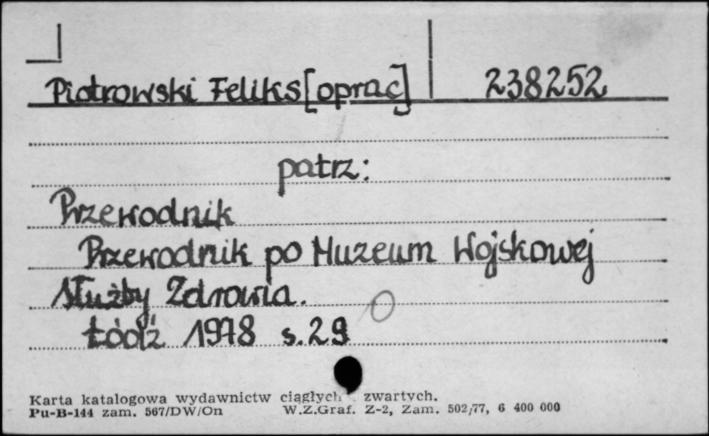 Piotrowski Feliks [oprac] 238252
patrz:
Przewodnik
Przewodnik po Muzeum Wojskowej
Służby Zdrowia.
Łódź 1978 s. 29
Karta katalogowa wydawnictw ciągłych zwartych.
Pu-B-144 zam. 567/DW/On W.Z.Graf. Z-2, Zam. 502/77, 6 400 000